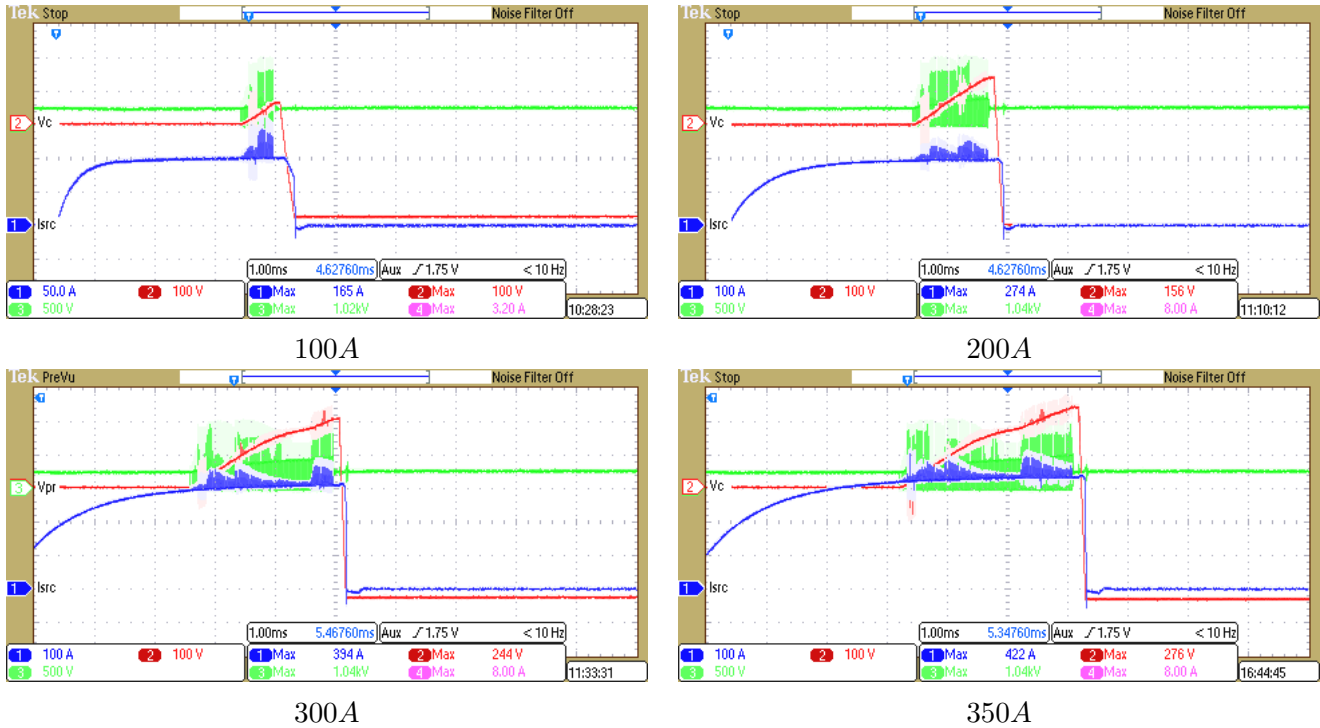 Tek Stop Noise Filter Off
2 Vc
1 Isrc
1.00ms 4.62760ms Aux 1.75 V < 10 Hz
1 50.0 A 2 100 V 1 Max 165 A 2 Max 100 V
3 500 V 3 Max 1.02kV 4 Max 3.20 A 10:28:23
100A
Tek Stop Noise Filter Off
2 Vc
1 Isrc
1.00ms 4.62760ms Aux 1.75 V < 10 Hz
1 100 A 2 100 V 1 Max 274 A 2 Max 156 V
3 500 V 3 Max 1.04kV 4 Max 8.00 A 11:10:12
200A
Tek PreVu Noise Filter Off
3 Vpr
1 Isrc
1.00ms 5.46760ms Aux 1.75 V < 10 Hz
1 100 A 2 100 V 1 Max 394 A 2 Max 244 V
3 500 V 3 Max 1.04kV 4 Max 8.00 A 11:33:31
300A
Tek Stop Noise Filter Off
2 Vc
1 Isrc
1.00ms 5.34760ms Aux 1.75 V < 10 Hz
1 100 A 2 100 V 1 Max 422 A 2 Max 276 V
3 500 V 3 Max 1.04kV 4 Max 8.00 A 16:44:45
350A